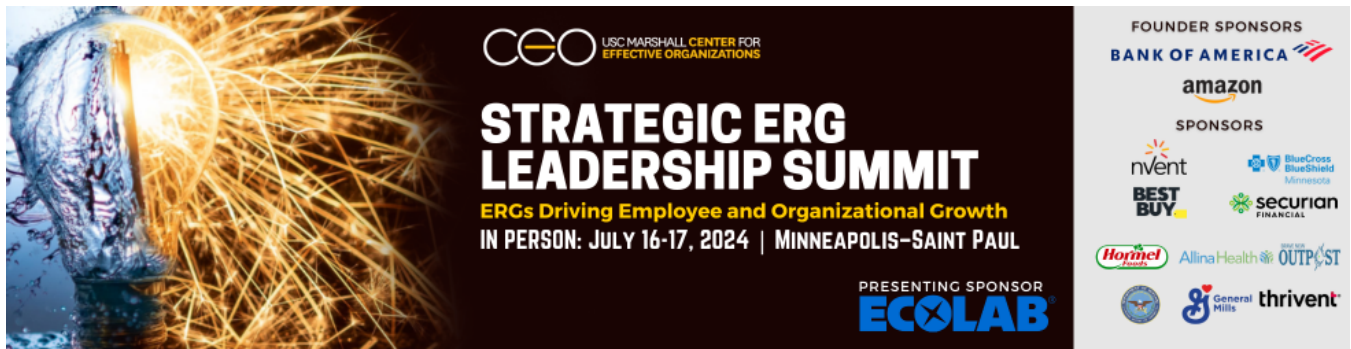 CEO USC MARSHALL CENTER FOR
EFFECTIVE ORGANIZATIONS
STRATEGIC ERG
LEADERSHIP SUMMIT
ERGs Driving Employee and Organizational Growth
IN PERSON: JULY 16-17, 2024 | MINNEAPOLIS–SAINT PAUL
PRESENTING SPONSOR
ECOLAB®
FOUNDER SPONSORS
BANK OF AMERICA
amazon
SPONSORS
nVent
BlueCross
BlueShield
Minnesota
BEST
BUY
securian
FINANCIAL
Hormel
Foods
Allina Health
OUTPOST
General
Mills
thrivent